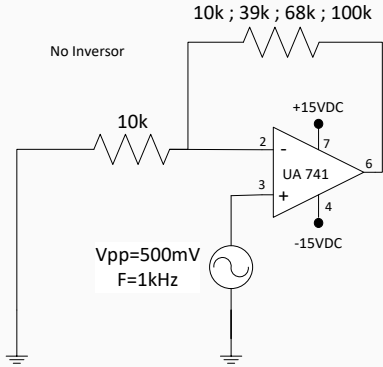 10k ; 39k ; 68k ; 100k
No Inversor
10k
+15VDC
2
-
7
UA 741
6
3
+
4
-15VDC
Vpp=500mV
F=1kHz